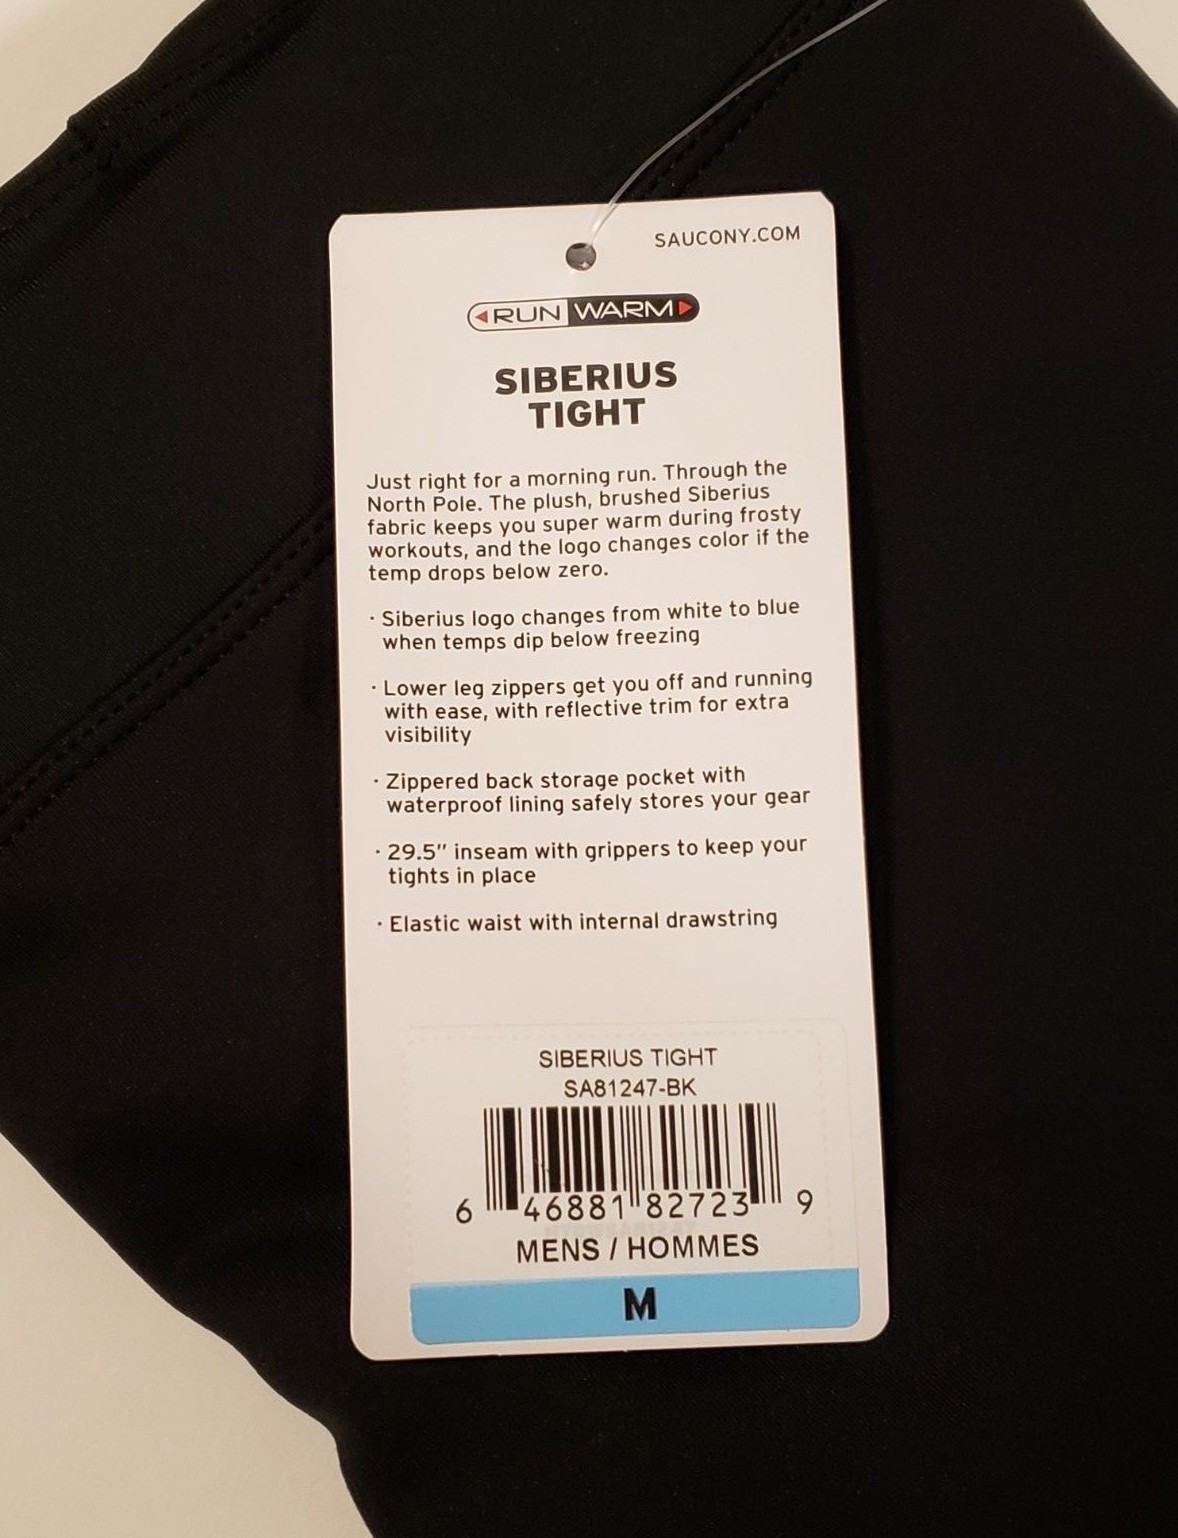 SAUCONY.COM
RUN WARM
SIBERIUS
TIGHT
Just right for a morning run. Through the
North Pole. The plush, brushed Siberius
fabric keeps you super warm during frosty
workouts, and the logo changes color if the
temp drops below zero.
· Siberius logo changes from white to blue
when temps dip below freezing
· Lower leg zippers get you off and running
with ease, with reflective trim for extra
visibility
· Zippered back storage pocket with
waterproof lining safely stores your gear
· 29.5" inseam with grippers to keep your
tights in place
· Elastic waist with internal drawstring
SIBERIUS TIGHT
SA81247-BK
6 46881 82723 9
MENS / HOMMES
M